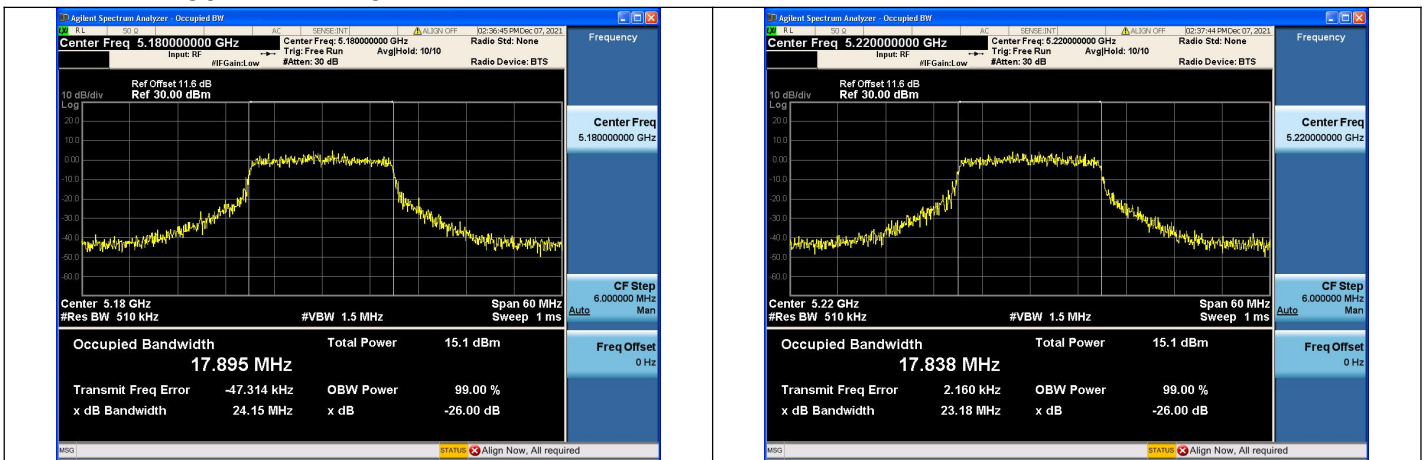 Agilent Spectrum Analyzer - Occupied BW
RL 50 Ω AC SENSE:INT ALIGN OFF 02:36:45 PM Dec 07, 2021
Center Freq 5.180000000 GHz Center Freq: 5.180000000 GHz Radio Std: None Frequency
Input: RF Trig: Free Run Avg|Hold: 10/10
#IFGain:Low #Atten: 30 dB Radio Device: BTS
Ref Offset 11.6 dB
10 dB/div Ref 30.00 dBm
Log
20.0
10.0
0.00
-10.0
-20.0
-30.0
-40.0
-50.0
-60.0
Center Freq
5.180000000 GHz
CF Step
6.000000 MHz
Auto Man
Center 5.18 GHz Span 60 MHz
#Res BW 510 kHz #VBW 1.5 MHz Sweep 1 ms
Occupied Bandwidth Total Power 15.1 dBm
17.895 MHz
Freq Offset
0 Hz
Transmit Freq Error -47.314 kHz OBW Power 99.00 %
x dB Bandwidth 24.15 MHz x dB -26.00 dB
MSG STATUS Align Now, All required
Agilent Spectrum Analyzer - Occupied BW
RL 50 Ω AC SENSE:INT ALIGN OFF 02:37:44 PM Dec 07, 2021
Center Freq 5.220000000 GHz Center Freq: 5.220000000 GHz Radio Std: None Frequency
Input: RF Trig: Free Run Avg|Hold: 10/10
#IFGain:Low #Atten: 30 dB Radio Device: BTS
Ref Offset 11.6 dB
10 dB/div Ref 30.00 dBm
Log
20.0
10.0
0.00
-10.0
-20.0
-30.0
-40.0
-50.0
-60.0
Center Freq
5.220000000 GHz
CF Step
6.000000 MHz
Auto Man
Center 5.22 GHz Span 60 MHz
#Res BW 510 kHz #VBW 1.5 MHz Sweep 1 ms
Occupied Bandwidth Total Power 15.1 dBm
17.838 MHz
Freq Offset
0 Hz
Transmit Freq Error 2.160 kHz OBW Power 99.00 %
x dB Bandwidth 23.18 MHz x dB -26.00 dB
MSG STATUS Align Now, All required